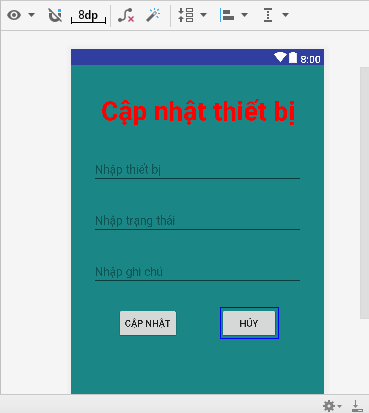 8dp
8:00
Cập nhật thiết bị
Nhập thiết bị
Nhập trạng thái
Nhập ghi chú
CẬP NHẬT
HỦY